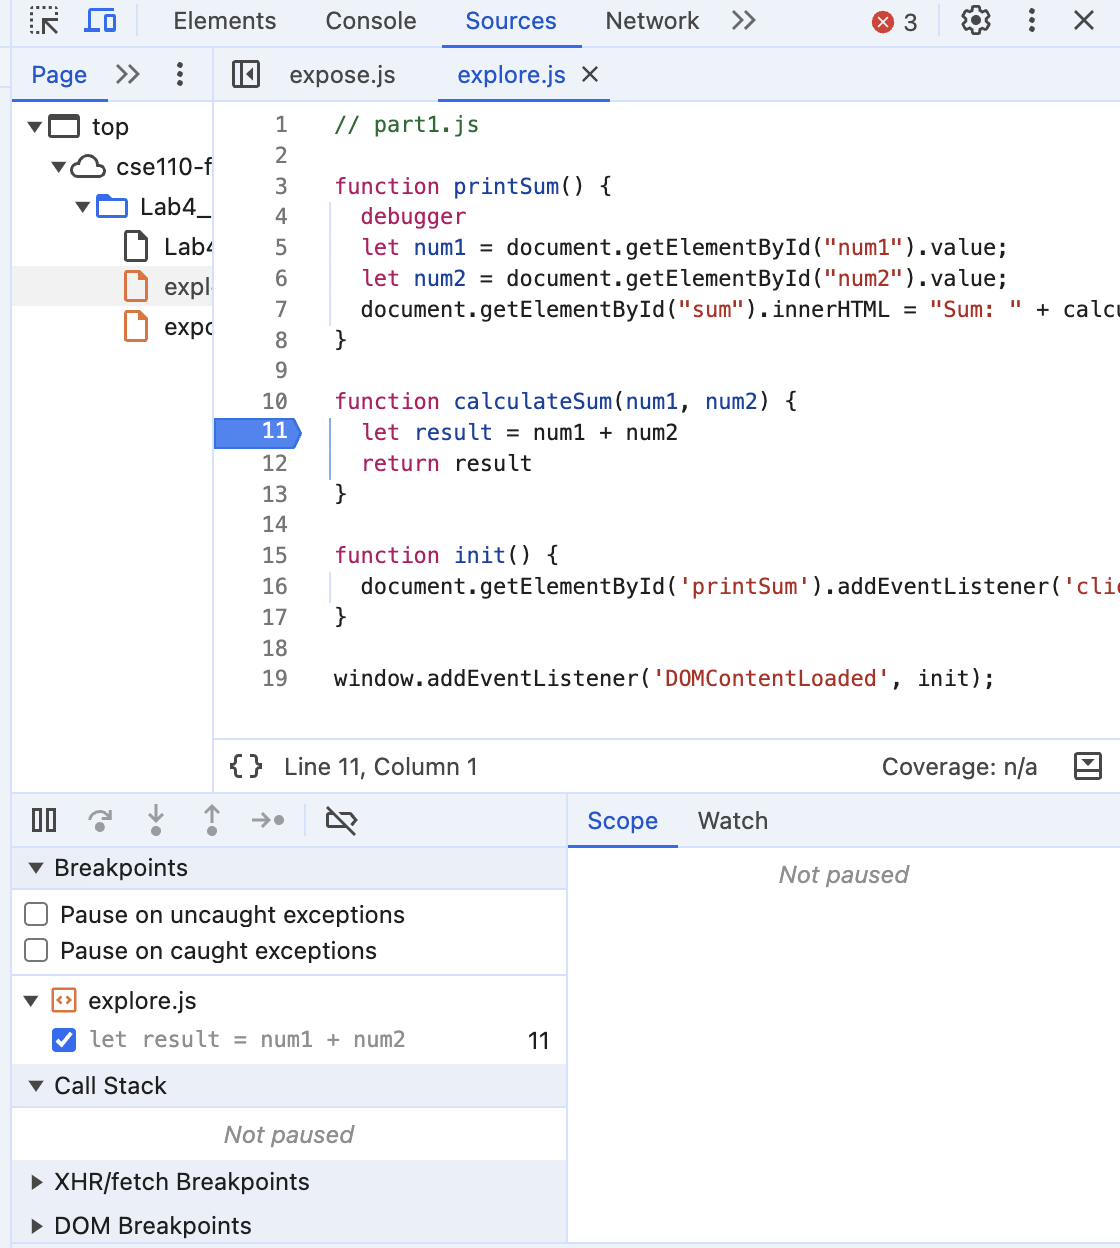 Elements Console Sources Network 3
Page expose.js explore.js
top
cse110-f
Lab4_
Lab4
expl
expo
1 // part1.js
2
3 function printSum() {
4 debugger
5 let num1 = document.getElementById("num1").value;
6 let num2 = document.getElementById("num2").value;
7 document.getElementById("sum").innerHTML = "Sum: " + calcu
8 }
9
10 function calculateSum(num1, num2) {
11 let result = num1 + num2
12 return result
13 }
14
15 function init() {
16 document.getElementById('printSum').addEventListener('clic
17 }
18
19 window.addEventListener('DOMContentLoaded', init);
{} Line 11, Column 1 Coverage: n/a
Scope Watch
Not paused
Breakpoints
Pause on uncaught exceptions
Pause on caught exceptions
explore.js
let result = num1 + num2 11
Call Stack
Not paused
XHR/fetch Breakpoints
DOM Breakpoints